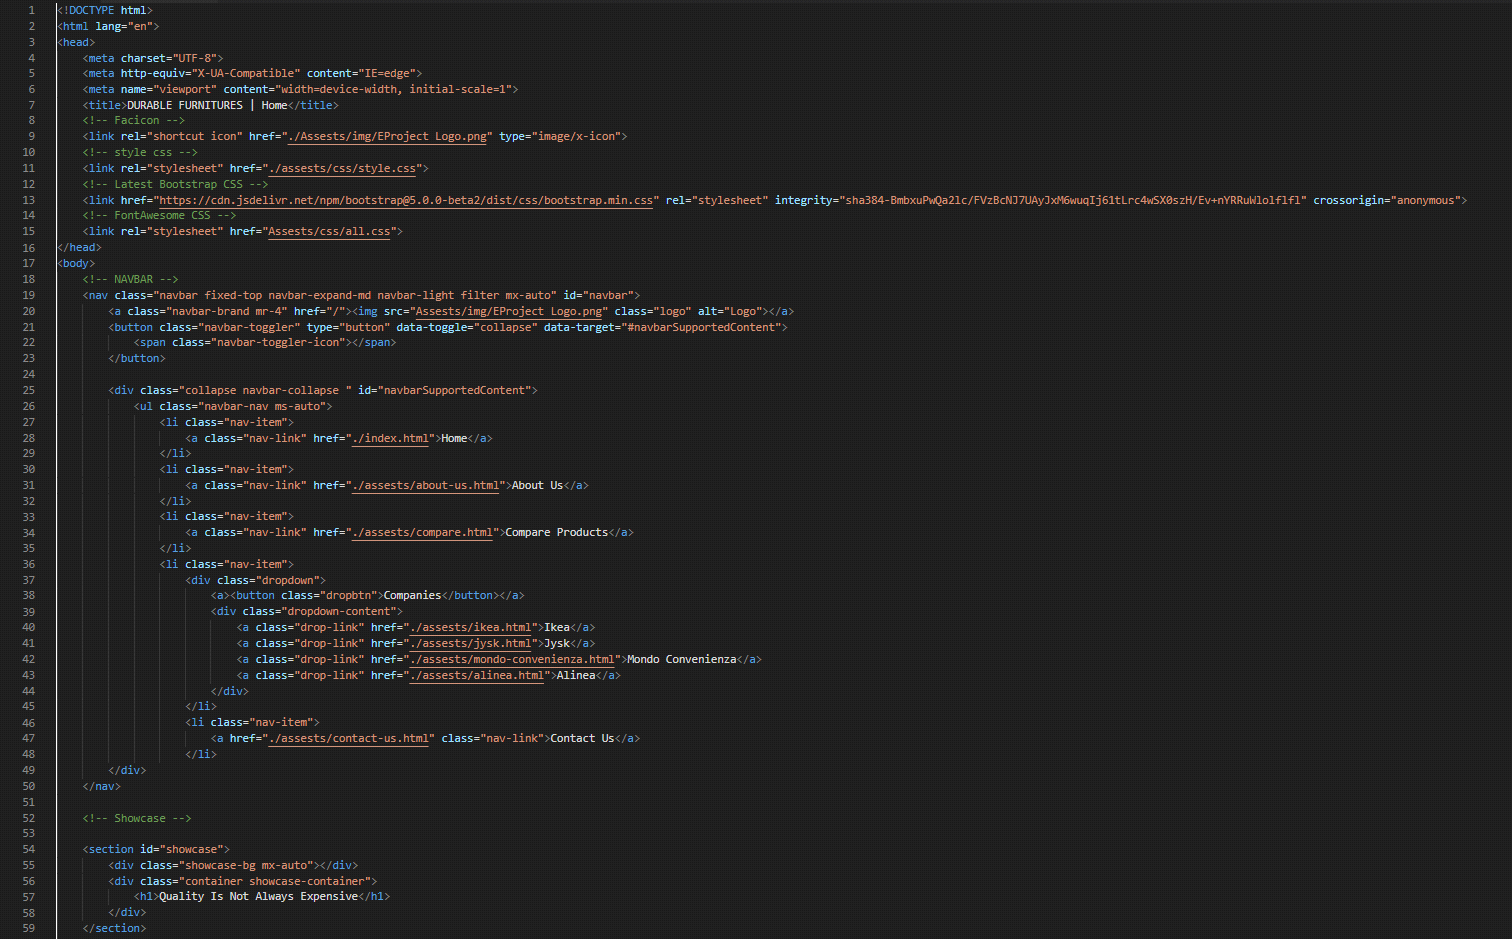 1 <!DOCTYPE html>
2 <html lang="en">
3 <head>
4 <meta charset="UTF-8">
5 <meta http-equiv="X-UA-Compatible" content="IE=edge">
6 <meta name="viewport" content="width=device-width, initial-scale=1">
7 <title>DURABLE FURNITURES | Home</title>
8 <!-- Facicon -->
9 <link rel="shortcut icon" href="./Assests/img/EProject Logo.png" type="image/x-icon">
10 <!-- style css -->
11 <link rel="stylesheet" href="./assests/css/style.css">
12 <!-- Latest Bootstrap CSS -->
13 <link href="https://cdn.jsdelivr.net/npm/bootstrap@5.0.0-beta2/dist/css/bootstrap.min.css" rel="stylesheet" integrity="sha384-BmbxuPwQa2lc/FVzBcNJ7UAyJxM6wuqIj61tLrc4wSX0szH/Ev+nYRRuWlolflfl" crossorigin="anonymous">
14 <!-- FontAwesome CSS -->
15 <link rel="stylesheet" href="Assests/css/all.css">
16 </head>
17 <body>
18 <!-- NAVBAR -->
19 <nav class="navbar fixed-top navbar-expand-md navbar-light filter mx-auto" id="navbar">
20 <a class="navbar-brand mr-4" href="/"><img src="Assests/img/EProject Logo.png" class="logo" alt="Logo"></a>
21 <button class="navbar-toggler" type="button" data-toggle="collapse" data-target="#navbarSupportedContent">
22 <span class="navbar-toggler-icon"></span>
23 </button>
24
25 <div class="collapse navbar-collapse " id="navbarSupportedContent">
26 <ul class="navbar-nav ms-auto">
27 <li class="nav-item">
28 <a class="nav-link" href="./index.html">Home</a>
29 </li>
30 <li class="nav-item">
31 <a class="nav-link" href="./assests/about-us.html">About Us</a>
32 </li>
33 <li class="nav-item">
34 <a class="nav-link" href="./assests/compare.html">Compare Products</a>
35 </li>
36 <li class="nav-item">
37 <div class="dropdown">
38 <a><button class="dropbtn">Companies</button></a>
39 <div class="dropdown-content">
40 <a class="drop-link" href="./assests/ikea.html">Ikea</a>
41 <a class="drop-link" href="./assests/jysk.html">Jysk</a>
42 <a class="drop-link" href="./assests/mondo-convenienza.html">Mondo Convenienza</a>
43 <a class="drop-link" href="./assests/alinea.html">Alinea</a>
44 </div>
45 </li>
46 <li class="nav-item">
47 <a href="./assests/contact-us.html" class="nav-link">Contact Us</a>
48 </li>
49 </div>
50 </nav>
51
52 <!-- Showcase -->
53
54 <section id="showcase">
55 <div class="showcase-bg mx-auto"></div>
56 <div class="container showcase-container">
57 <h1>Quality Is Not Always Expensive</h1>
58 </div>
59 </section>